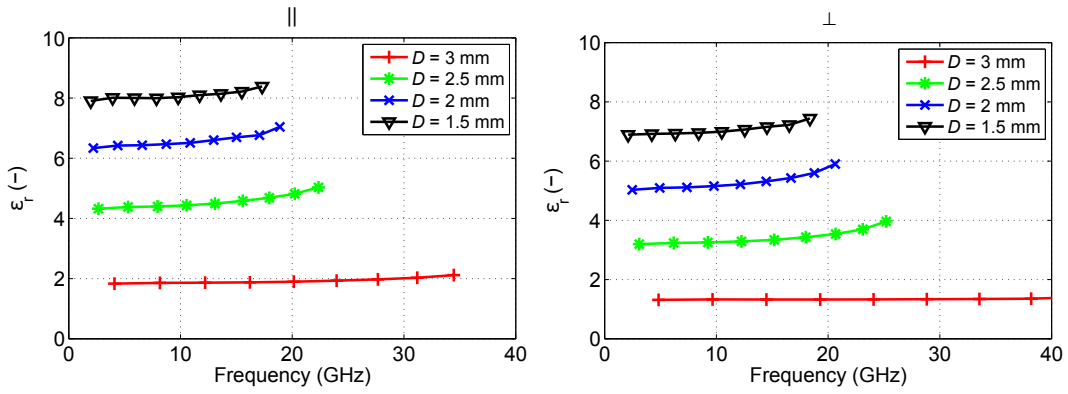 ||
10
8
6
4
2
0
εr (−)
0 10 20 30 40
Frequency (GHz)
D = 3 mm
D = 2.5 mm
D = 2 mm
D = 1.5 mm
⊥
10
8
6
4
2
0
εr (−)
0 10 20 30 40
Frequency (GHz)
D = 3 mm
D = 2.5 mm
D = 2 mm
D = 1.5 mm